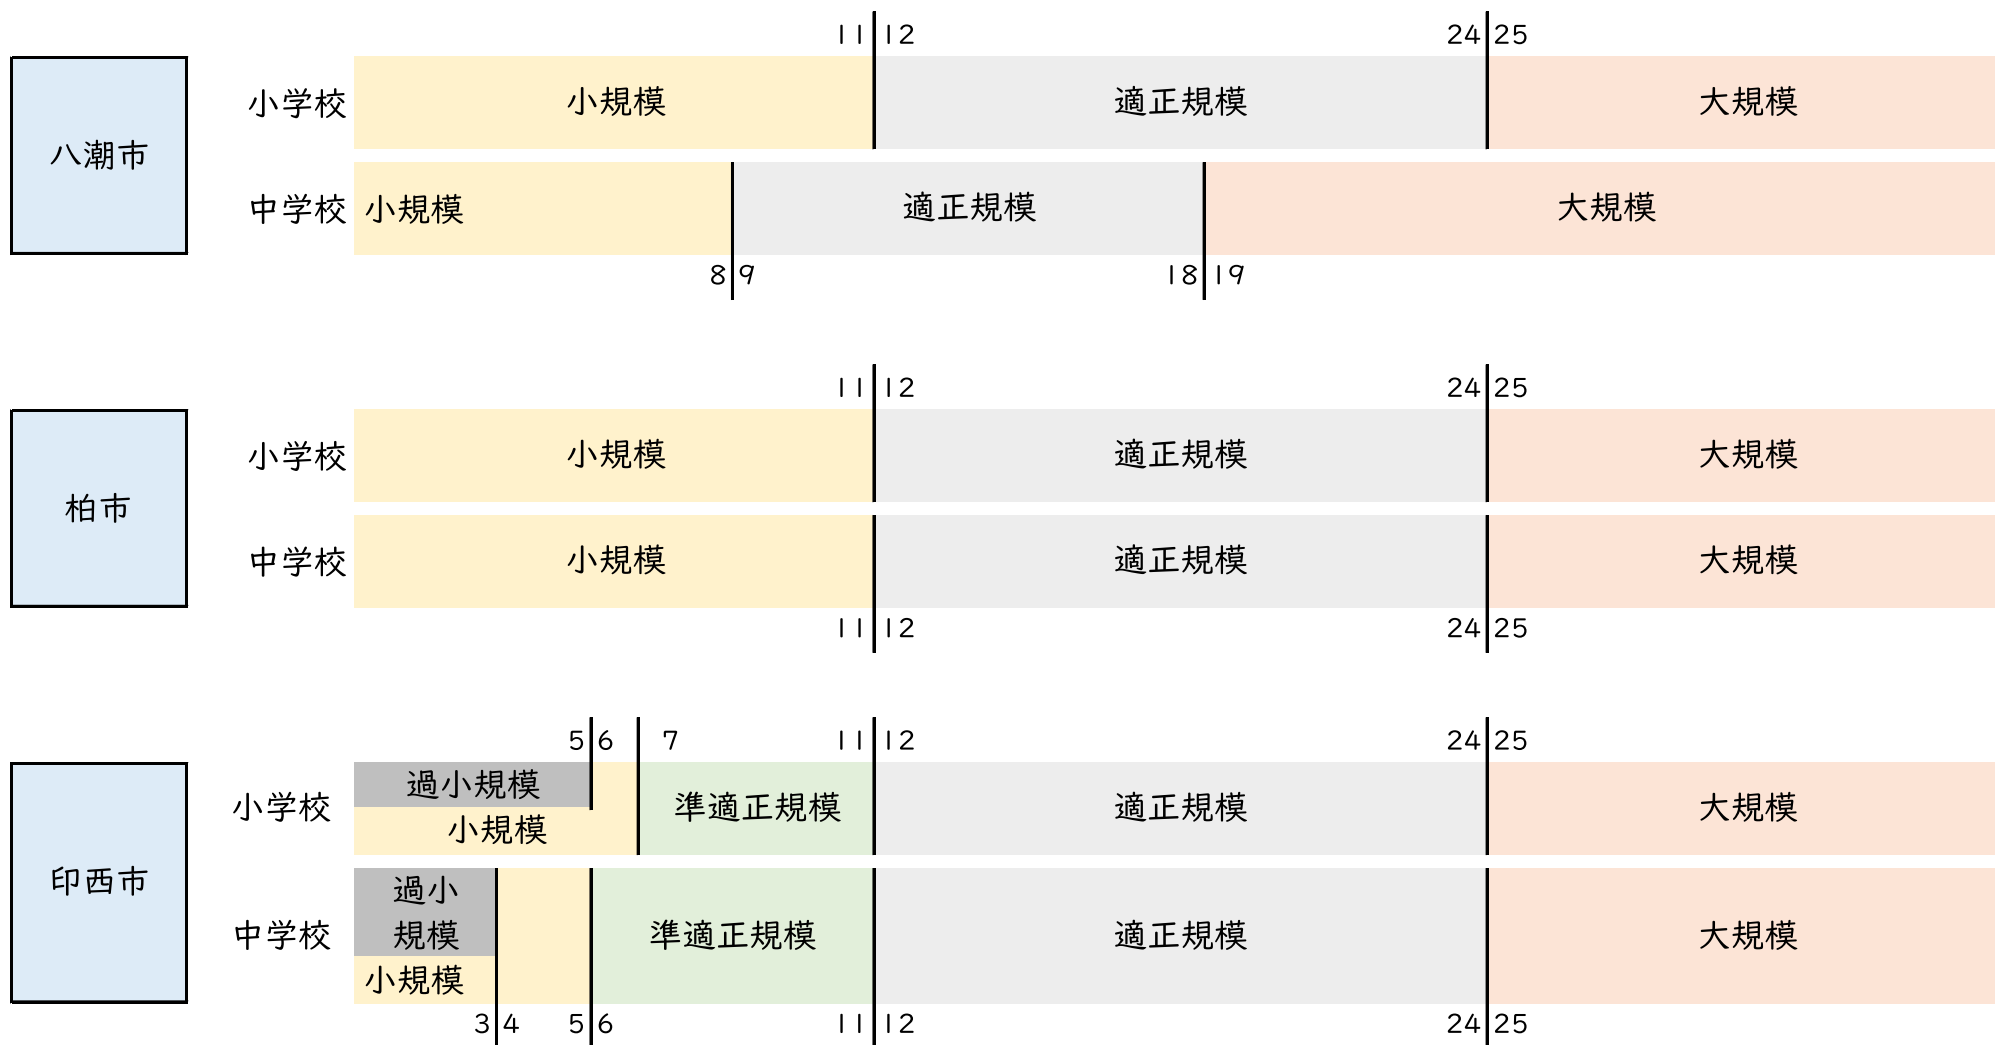 11 12 24 25
八潮市
小学校 小規模 適正規模 大規模
中学校 小規模 適正規模 大規模
8 9 18 19
11 12 24 25
柏市
小学校 小規模 適正規模 大規模
中学校 小規模 適正規模 大規模
11 12 24 25
5 6 7 11 12 24 25
印西市
小学校 過小規模 準適正規模 適正規模 大規模
小規模
中学校 過小
規模 準適正規模 適正規模 大規模
小規模
3 4 5 6 11 12 24 25